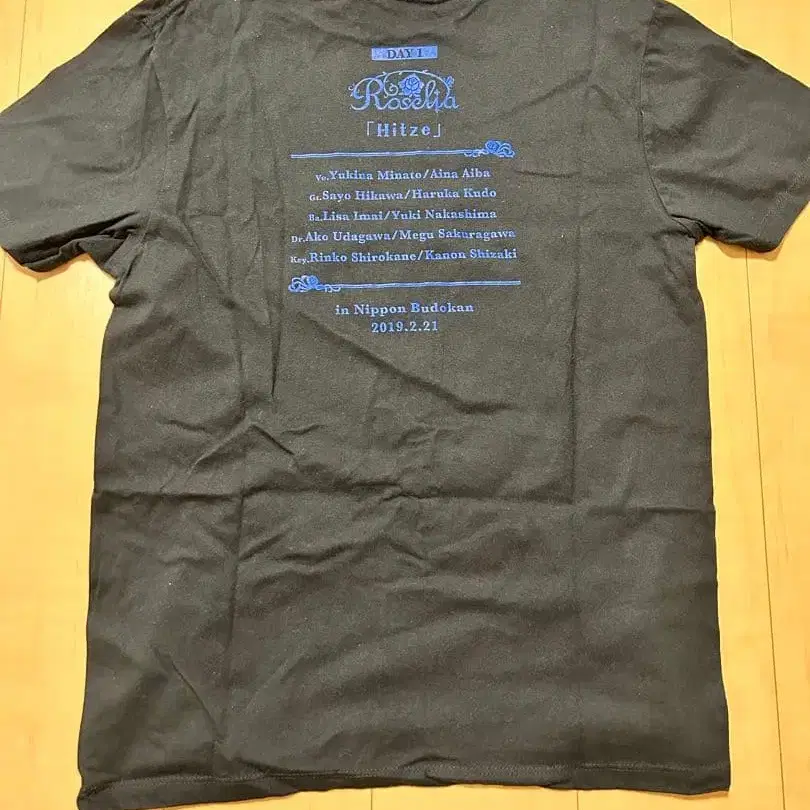 DAY 1
Roselia
「Hitze」
Vo.Yukina Minato/Aina Aiba
Gt.Sayo Hikawa/Haruka Kudo
Ba.Lisa Imai/Yuki Nakashima
Dr.Ako Udagawa/Megu Sakuragawa
Key.Rinko Shirokane/Kanon Shizaki
in Nippon Budokan
2019.2.21